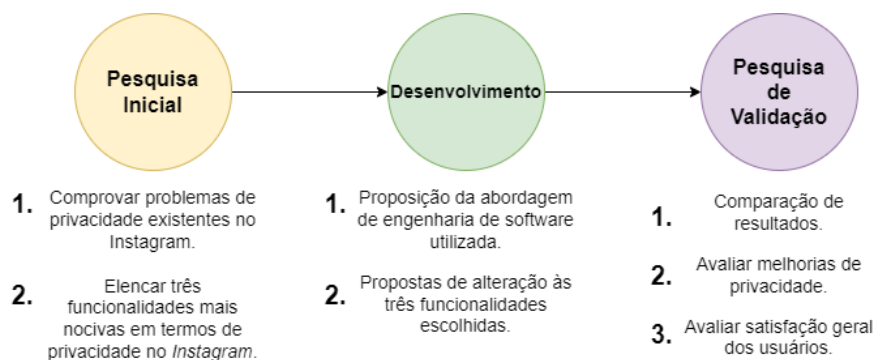 Pesquisa
Inicial
Desenvolvimento
Pesquisa
de
Validação
1. Comprovar problemas de
privacidade existentes no
Instagram.
2. Elencar três
funcionalidades mais
nocivas em termos de
privacidade no Instagram.
1. Proposição da abordagem
de engenharia de software
utilizada.
2. Propostas de alteração às
três funcionalidades
escolhidas.
1. Comparação de
resultados.
2. Avaliar melhorias de
privacidade.
3. Avaliar satisfação geral
dos usuários.